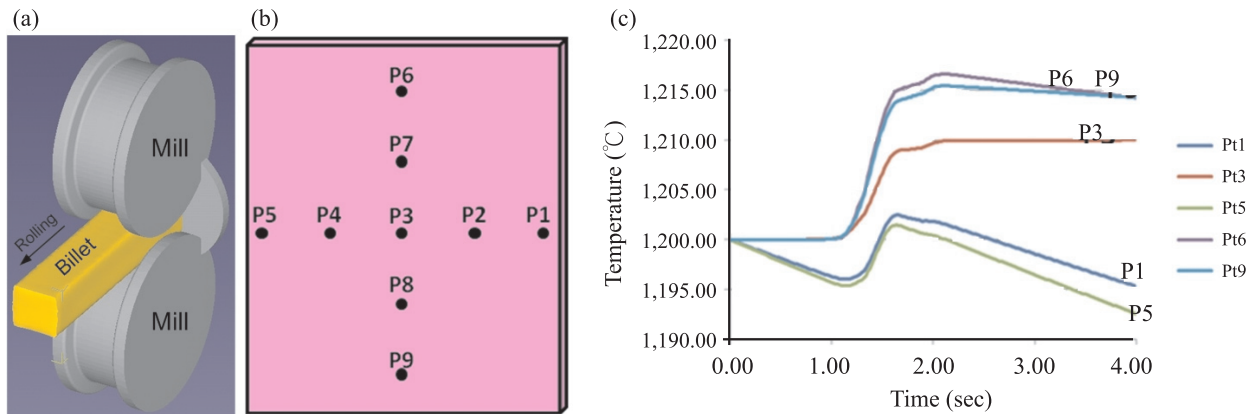 (a)
Mill
Rolling
Billet
Mill
(b)
P6
P7
P5 P4 P3 P2 P1
P8
P9
(c)
1,220.00
1,215.00
1,210.00
1,205.00
1,200.00
1,195.00
1,190.00
Temperature (℃)
P6 P9
P3
P1
P5
0.00 1.00 2.00 3.00 4.00
Time (sec)
Pt1
Pt3
Pt5
Pt6
Pt9